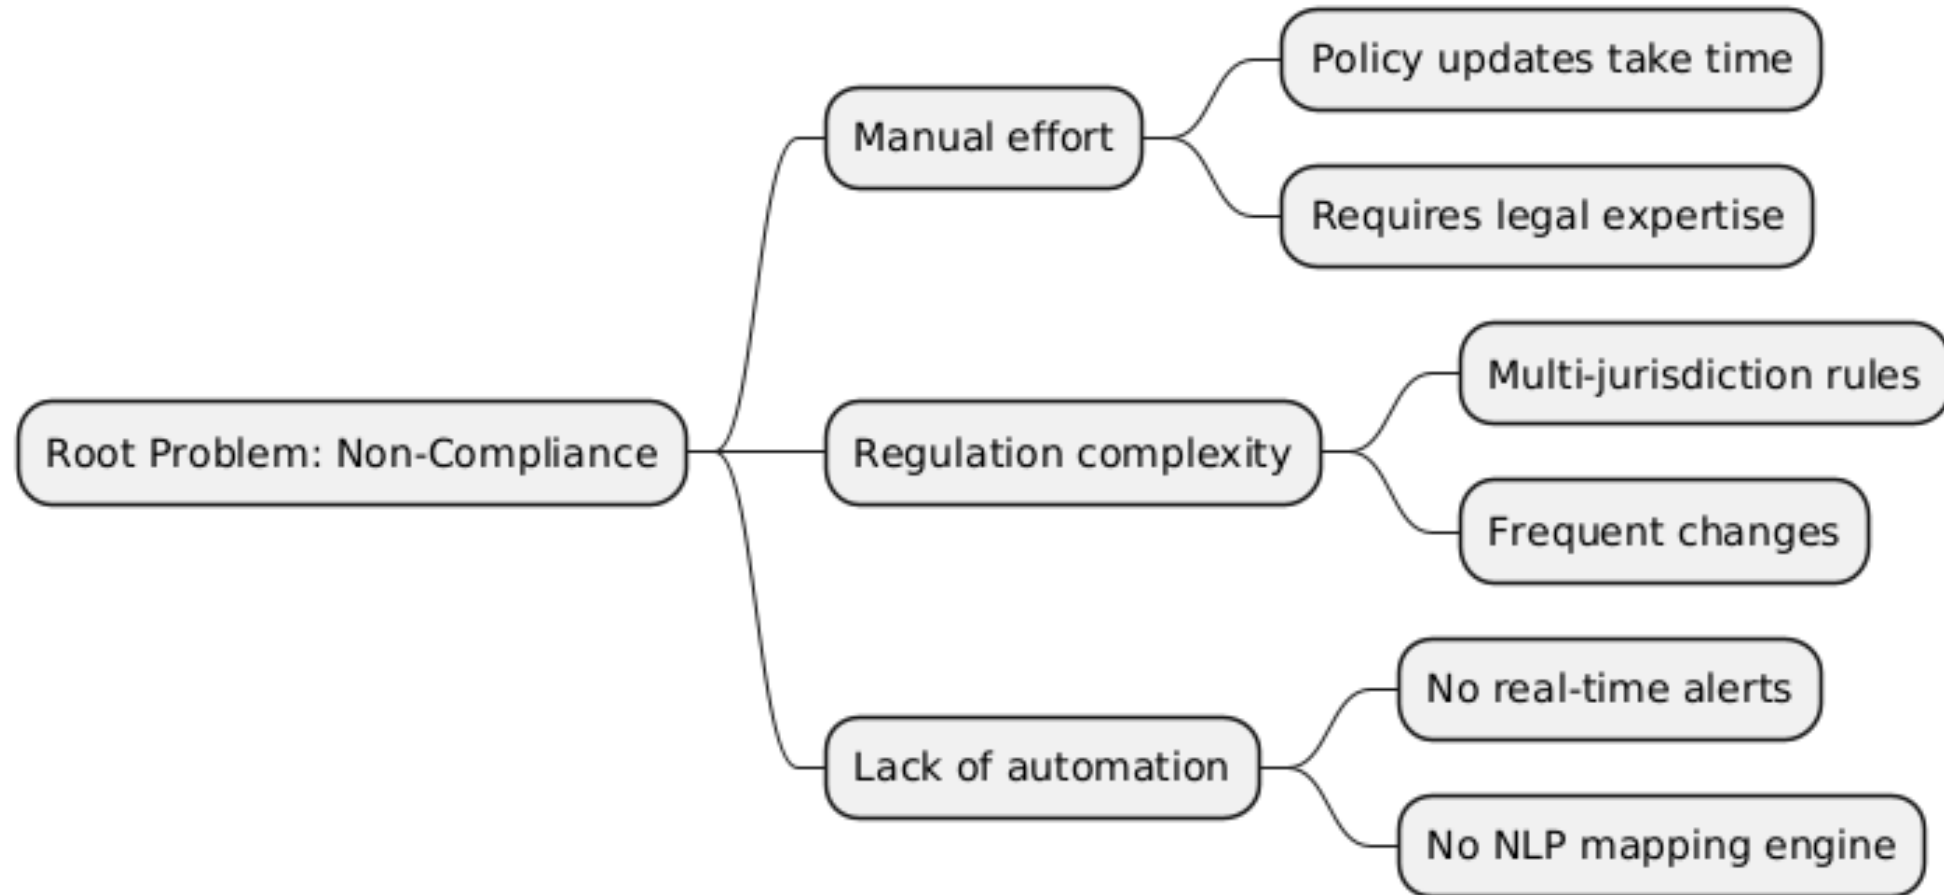 Root Problem: Non-Compliance
Manual effort
Policy updates take time
Requires legal expertise
Regulation complexity
Multi-jurisdiction rules
Frequent changes
Lack of automation
No real-time alerts
No NLP mapping engine